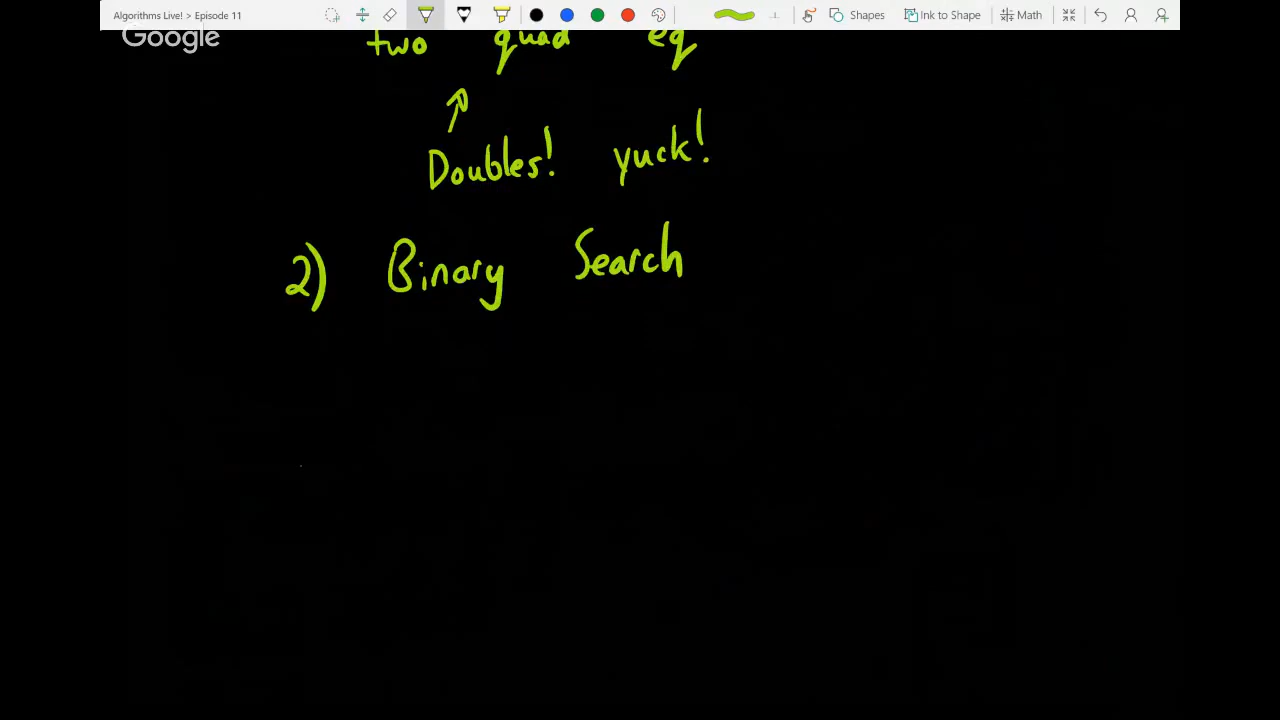 Algorithms Live! > Episode 11
Shapes
Ink to Shape
Math
Google
two quad eq
Doubles! yuck!
2) Binary Search